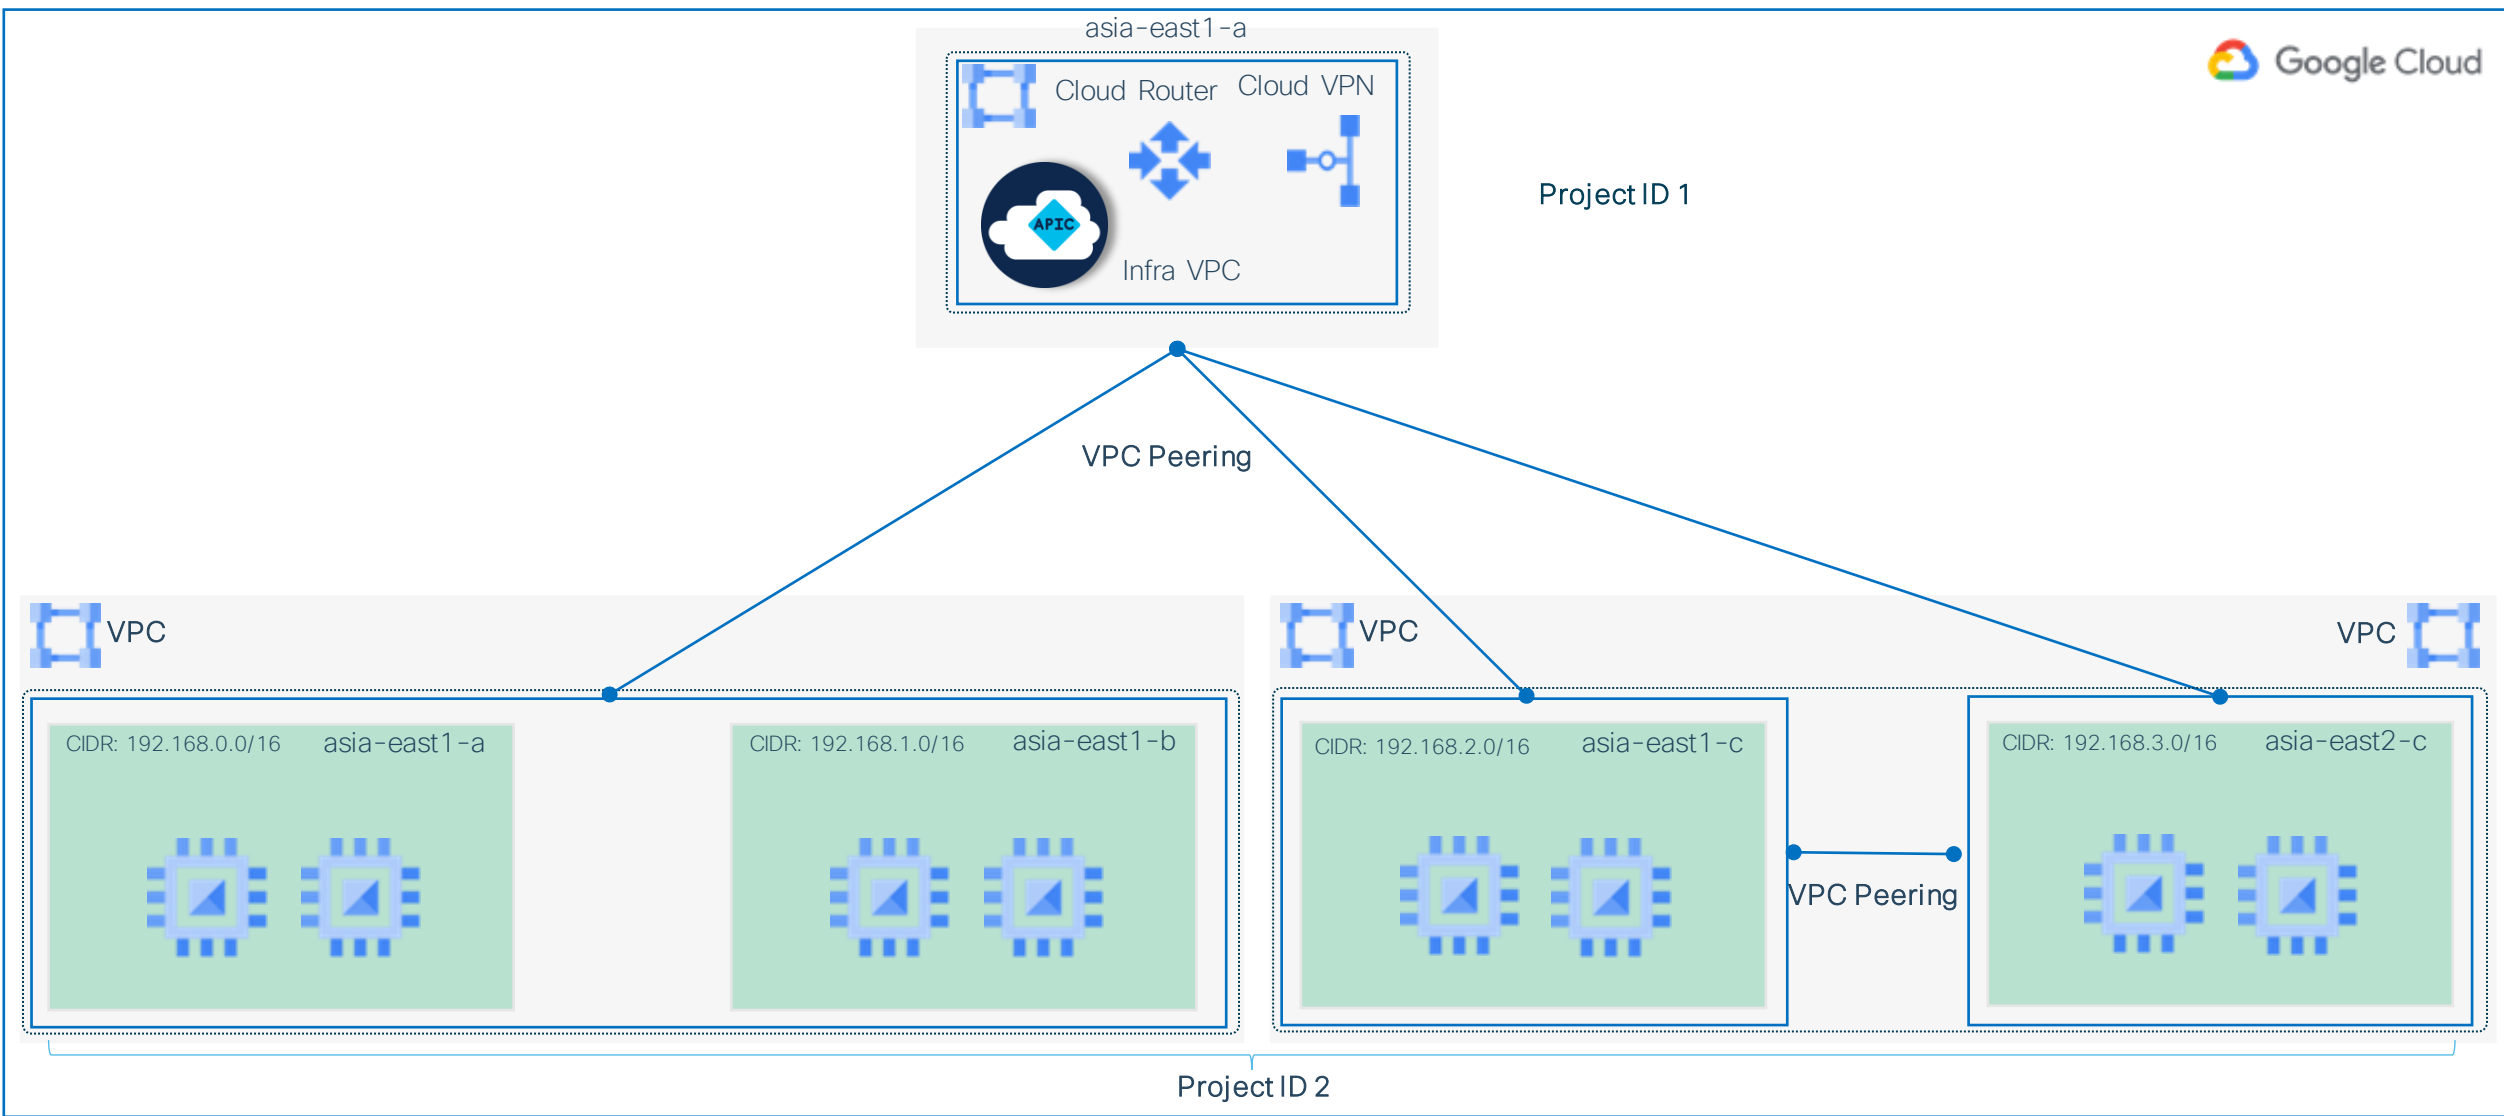 asia-east1-a
Google Cloud
Cloud Router
Cloud VPN
APIC
Infra VPC
Project ID 1
VPC Peering
VPC
VPC
VPC
CIDR: 192.168.0.0/16
asia-east1-a
CIDR: 192.168.1.0/16
asia-east1-b
CIDR: 192.168.2.0/16
asia-east1-c
CIDR: 192.168.3.0/16
asia-east2-c
VPC Peering
Project ID 2